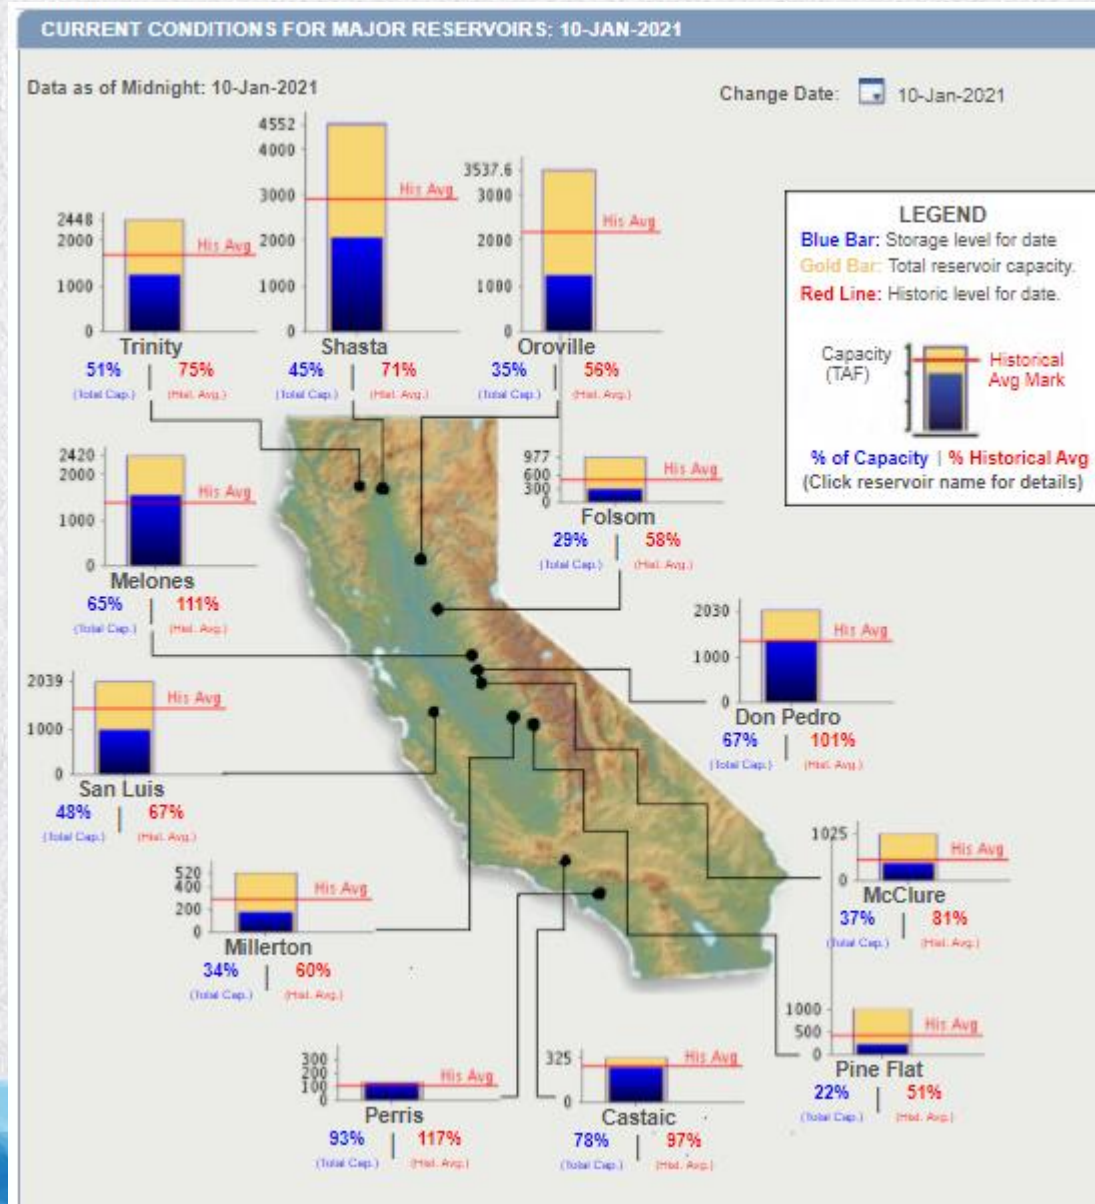 CURRENT CONDITIONS FOR MAJOR RESERVOIRS: 10-JAN-2021
Data as of Midnight: 10-Jan-2021
Change Date: 10-Jan-2021
4552
4000
3000
2000
1000
0
His Avg
Shasta
45% | 71%
(Total Cap.) (Hist. Avg.)
3537.6
3000
2000
1000
0
His Avg
Oroville
35% | 56%
(Total Cap.) (Hist. Avg.)
2448
2000
1000
0
His Avg
Trinity
51% | 75%
(Total Cap.) (Hist. Avg.)
LEGEND
Blue Bar: Storage level for date
Gold Bar: Total reservoir capacity.
Red Line: Historic level for date.
Capacity
(TAF)
Historical
Avg Mark
% of Capacity | % Historical Avg
(Click reservoir name for details)
2420
2000
1000
0
His Avg
Melones
65% | 111%
(Total Cap.) (Hist. Avg.)
977
600
300
0
His Avg
Folsom
29% | 58%
(Total Cap.) (Hist. Avg.)
2030
1000
0
His Avg
Don Pedro
67% | 101%
(Total Cap.) (Hist. Avg.)
2039
1000
0
His Avg
San Luis
48% | 67%
(Total Cap.) (Hist. Avg.)
1025
0
His Avg
McClure
37% | 81%
(Total Cap.) (Hist. Avg.)
520
400
200
0
His Avg
Millerton
34% | 60%
(Total Cap.) (Hist. Avg.)
1000
500
0
His Avg
Pine Flat
22% | 51%
(Total Cap.) (Hist. Avg.)
300
200
100
0
His Avg
Perris
93% | 117%
(Total Cap.) (Hist. Avg.)
325
0
His Avg
Castaic
78% | 97%
(Total Cap.) (Hist. Avg.)